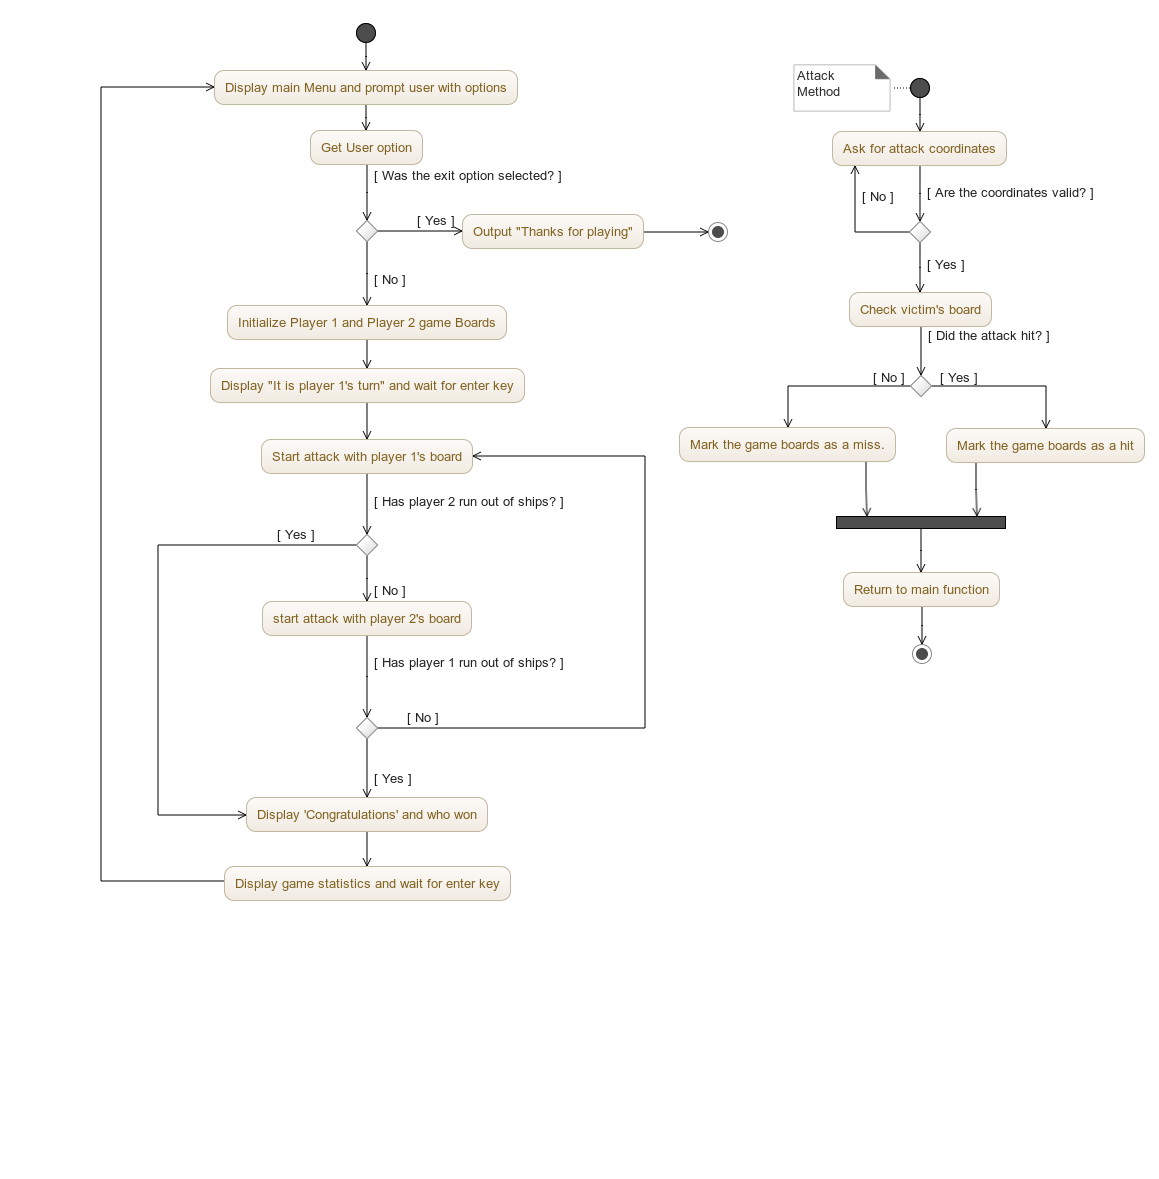 Display main Menu and prompt user with options
Get User option
[ Was the exit option selected? ]
[ Yes ]
Output "Thanks for playing"
[ No ]
Initialize Player 1 and Player 2 game Boards
Display "It is player 1's turn" and wait for enter key
Start attack with player 1's board
[ Has player 2 run out of ships? ]
[ Yes ]
[ No ]
start attack with player 2's board
[ Has player 1 run out of ships? ]
[ No ]
[ Yes ]
Display 'Congratulations' and who won
Display game statistics and wait for enter key
Attack
Method
Ask for attack coordinates
[ No ]
[ Are the coordinates valid? ]
[ Yes ]
Check victim's board
[ Did the attack hit? ]
[ No ]
[ Yes ]
Mark the game boards as a miss.
Mark the game boards as a hit
Return to main function